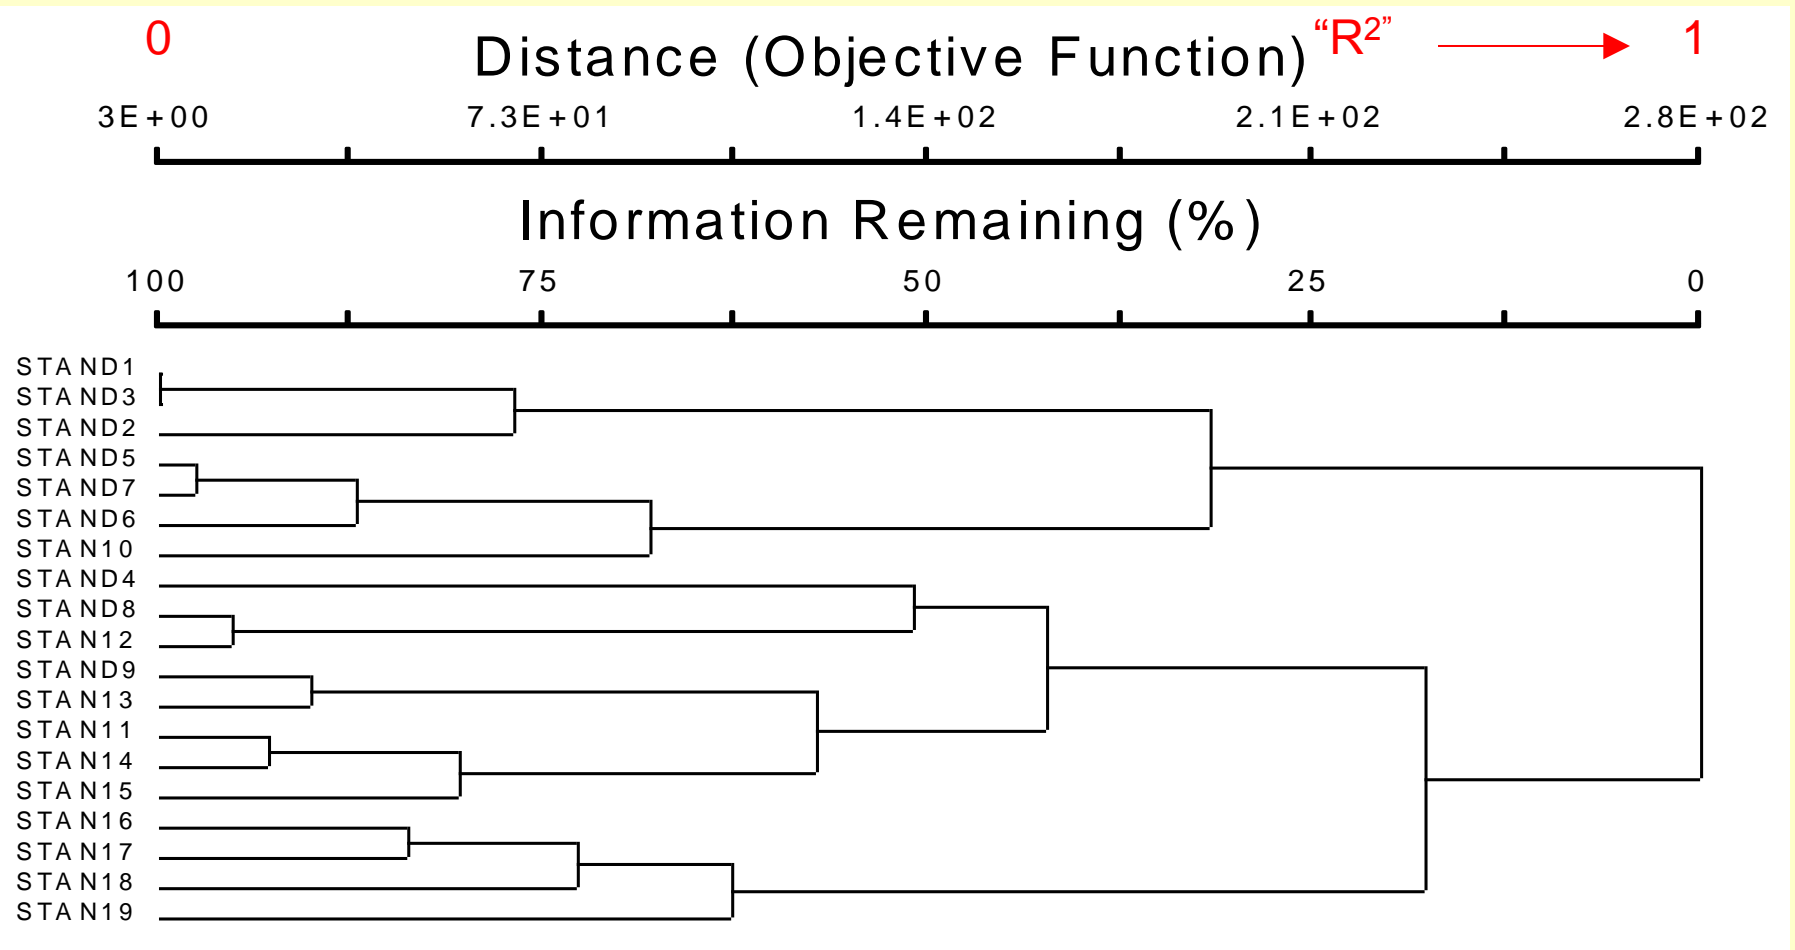 0 Distance (Objective Function) “R²” 1
3E+00 7.3E+01 1.4E+02 2.1E+02 2.8E+02
Information Remaining (%)
100 75 50 25 0
STAND1
STAND3
STAND2
STAND5
STAND7
STAND6
STAN10
STAND4
STAND8
STAN12
STAND9
STAN13
STAN11
STAN14
STAN15
STAN16
STAN17
STAN18
STAN19